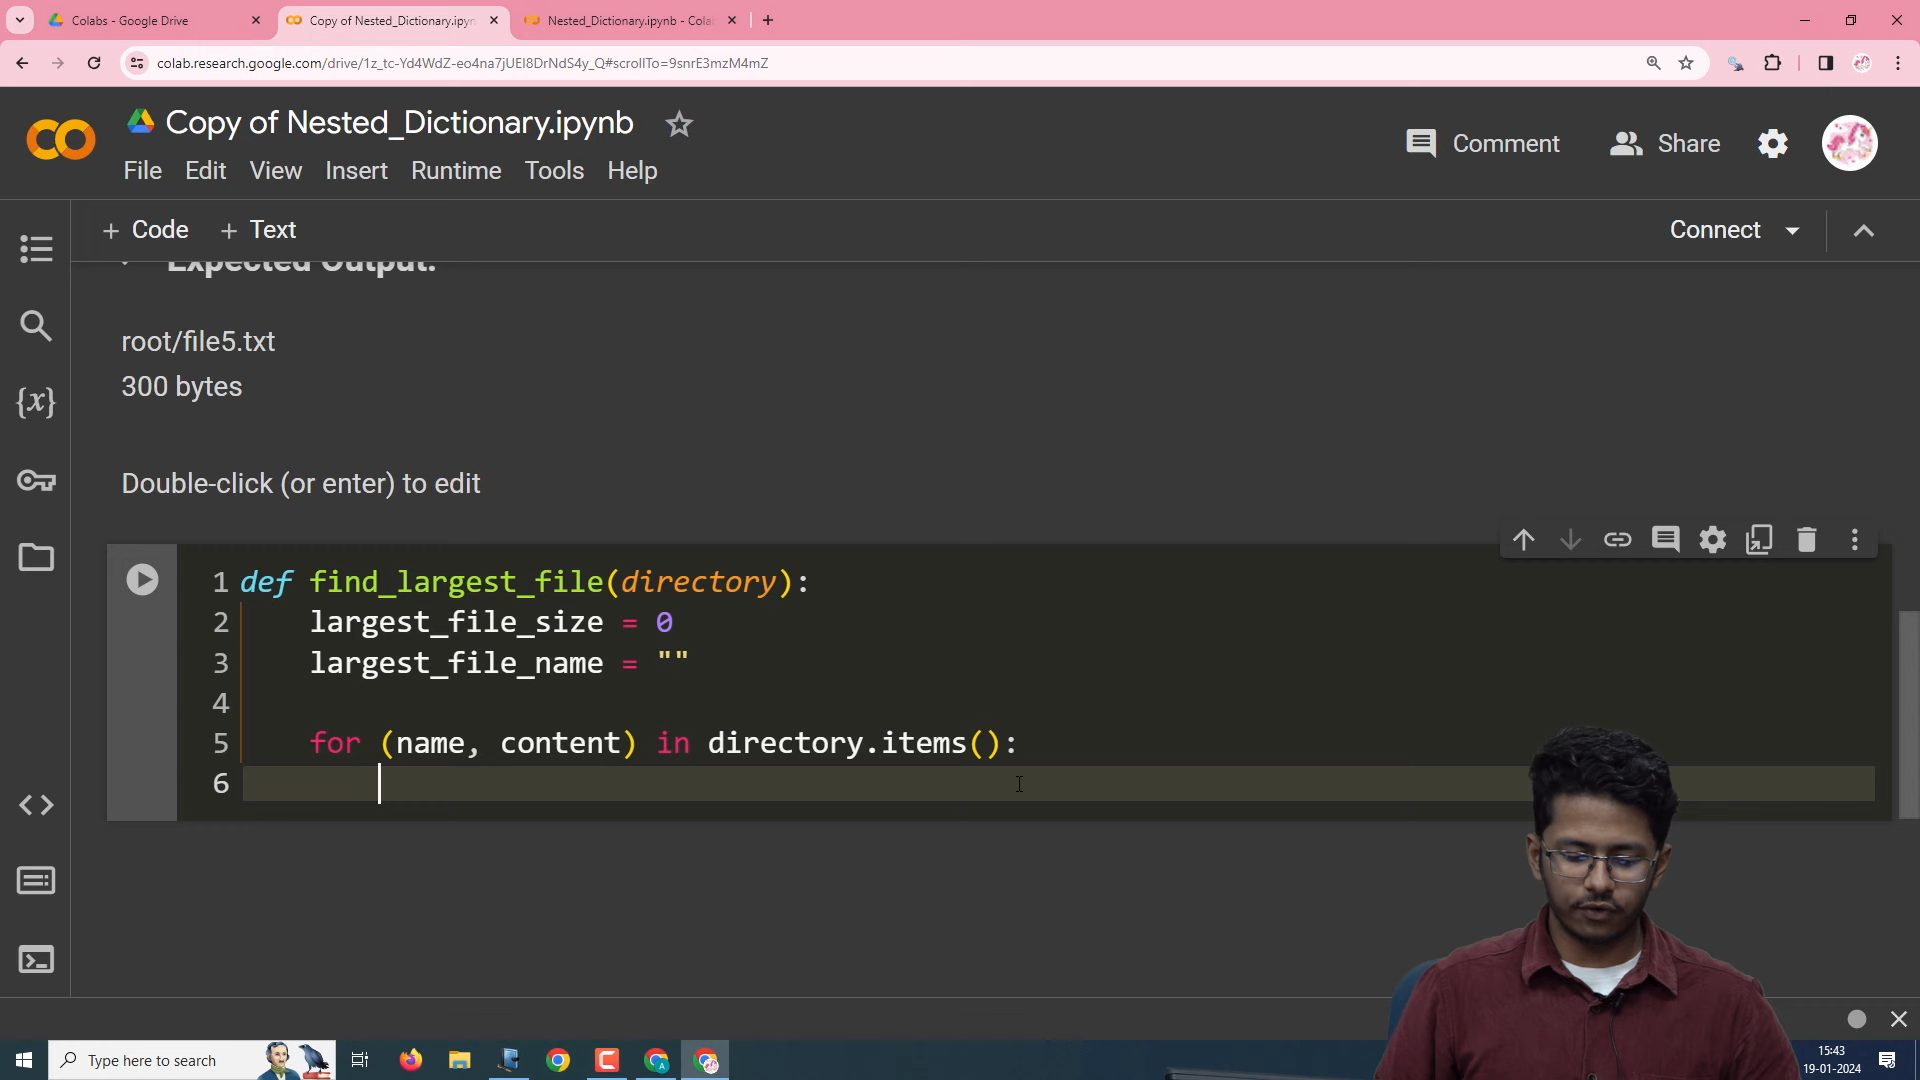 Colabs - Google Drive
Copy of Nested_Dictionary.ipyn
Nested_Dictionary.ipynb - Cola
colab.research.google.com/drive/1z_tc-Yd4WdZ-eo4na7jUEI8DrNdS4y_Q#scrollTo=9snrE3mzM4mZ
Copy of Nested_Dictionary.ipynb
Comment
Share
File Edit View Insert Runtime Tools Help
+ Code + Text
Connect
Expected Output:
root/file5.txt
300 bytes
Double-click (or enter) to edit
1 def find_largest_file(directory):
2 largest_file_size = 0
3 largest_file_name = ""
4
5 for (name, content) in directory.items():
6
Type here to search
15:43
19-01-2024